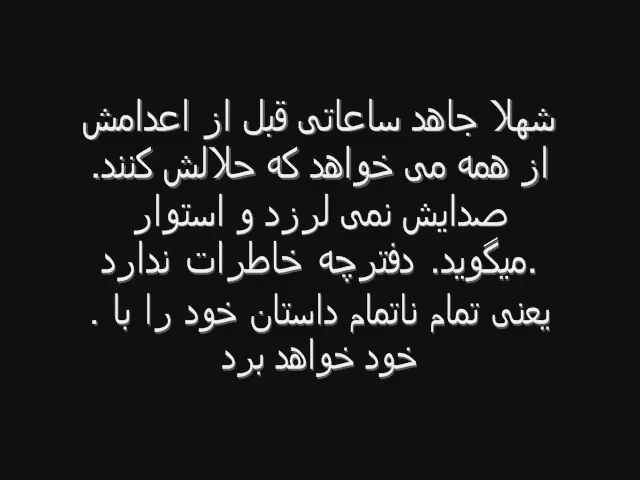 شهلا جاهد ساعاتی قبل از اعدامش
از همه می خواهد که حلالش کنند.
صدایش نمی لرزد و استوار
.میگوید. دفترچه خاطرات ندارد
یعنی تمام ناتمام داستان خود را با .
خود خواهد برد